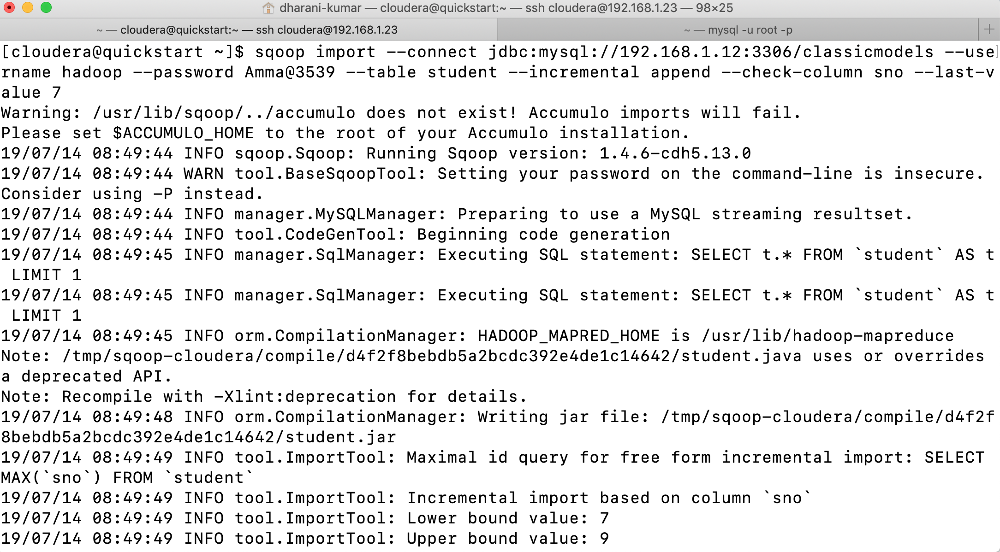 dharani-kumar — cloudera@quickstart:~ — ssh cloudera@192.168.1.23 — 98×25
~ — cloudera@quickstart:~ — ssh cloudera@192.168.1.23
~ — mysql -u root -p
[cloudera@quickstart ~]$ sqoop import --connect jdbc:mysql://192.168.1.12:3306/classicmodels --use]
rname hadoop --password Amma@3539 --table student --incremental append --check-column sno --last-v
alue 7
Warning: /usr/lib/sqoop/../accumulo does not exist! Accumulo imports will fail.
Please set $ACCUMULO_HOME to the root of your Accumulo installation.
19/07/14 08:49:44 INFO sqoop.Sqoop: Running Sqoop version: 1.4.6-cdh5.13.0
19/07/14 08:49:44 WARN tool.BaseSqoopTool: Setting your password on the command-line is insecure.
Consider using -P instead.
19/07/14 08:49:44 INFO manager.MySQLManager: Preparing to use a MySQL streaming resultset.
19/07/14 08:49:44 INFO tool.CodeGenTool: Beginning code generation
19/07/14 08:49:45 INFO manager.SqlManager: Executing SQL statement: SELECT t.* FROM `student` AS t
 LIMIT 1
19/07/14 08:49:45 INFO manager.SqlManager: Executing SQL statement: SELECT t.* FROM `student` AS t
 LIMIT 1
19/07/14 08:49:45 INFO orm.CompilationManager: HADOOP_MAPRED_HOME is /usr/lib/hadoop-mapreduce
Note: /tmp/sqoop-cloudera/compile/d4f2f8bebdb5a2bcdc392e4de1c14642/student.java uses or overrides
a deprecated API.
Note: Recompile with -Xlint:deprecation for details.
19/07/14 08:49:48 INFO orm.CompilationManager: Writing jar file: /tmp/sqoop-cloudera/compile/d4f2f
8bebdb5a2bcdc392e4de1c14642/student.jar
19/07/14 08:49:49 INFO tool.ImportTool: Maximal id query for free form incremental import: SELECT
MAX(`sno`) FROM `student`
19/07/14 08:49:49 INFO tool.ImportTool: Incremental import based on column `sno`
19/07/14 08:49:49 INFO tool.ImportTool: Lower bound value: 7
19/07/14 08:49:49 INFO tool.ImportTool: Upper bound value: 9